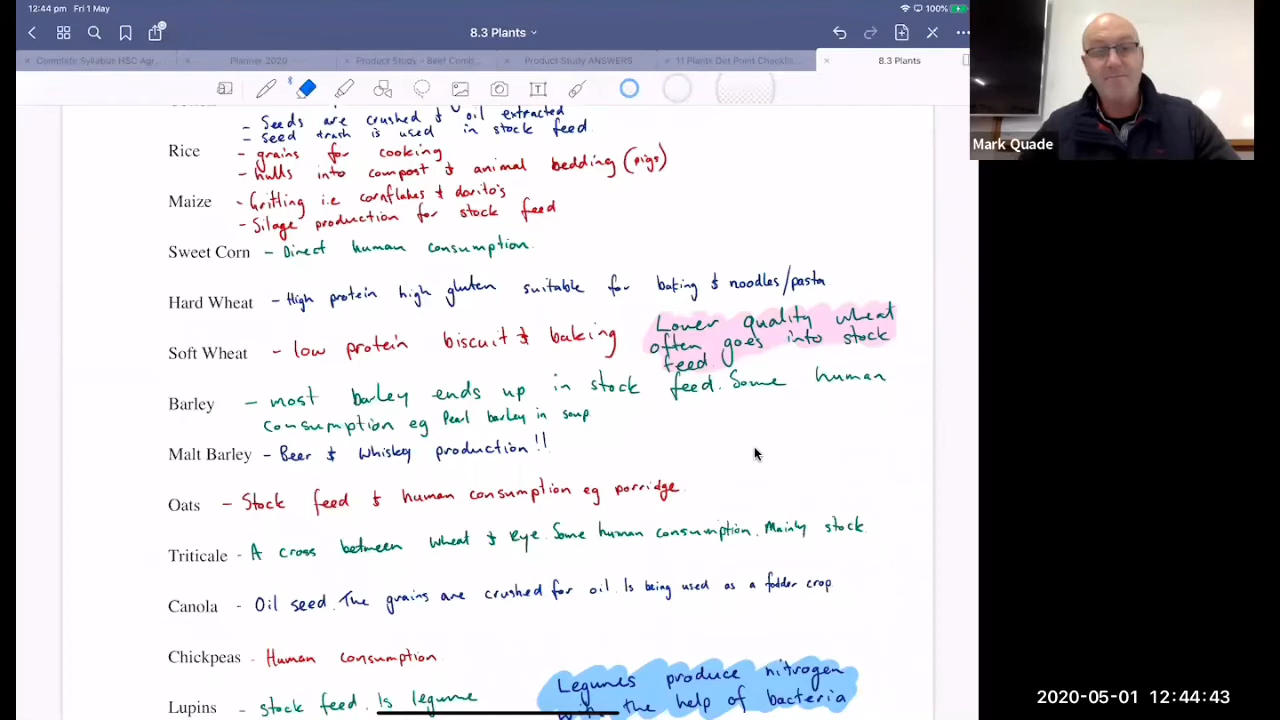 12:44 pm Fri 1 May
100%
8.3 Plants
Complete Syllabus HSC Agr...
Planner 2020
Product Study - Beef Comb...
Product Study ANSWERS
11 Plants Dot Point Checklis...
8.3 Plants
Mark Quade
- Seeds are crushed & oil extracted
- seed trash is used in stock feed
Rice - grains for cooking
- hulls into compost & animal bedding (pigs)
Maize - Gritting i.e cornflakes & dorito's
- Silage production for stock feed
Sweet Corn - Direct human consumption.
Hard Wheat - High protein high gluten suitable for baking & noodles/pasta
Soft Wheat - low protein biscuit & baking
Lower quality wheat
often goes into stock
feed
Barley - most barley ends up in stock feed. Some human
consumption eg Pearl barley in soup
Malt Barley - Beer & Whiskey production!!
Oats - Stock feed & human consumption eg porridge
Triticale - A cross between wheat & Rye. Some human consumption. Mainly stock
Canola - Oil seed. The grains are crushed for oil. Is being used as a fodder crop.
Chickpeas - Human consumption
Lupins - stock feed. Is legume
Legumes produce nitrogen
with the help of bacteria
2020-05-01 12:44:43